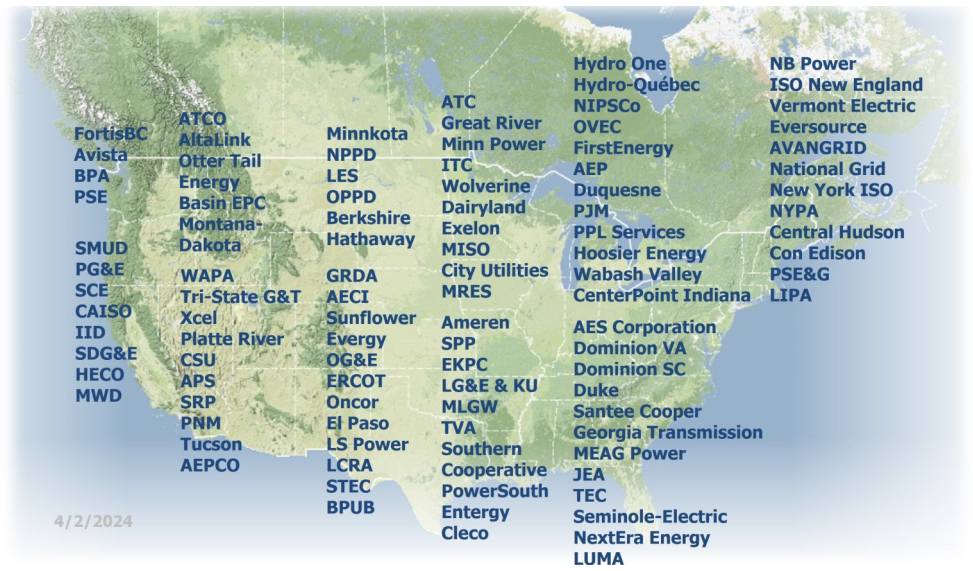 FortisBC
Avista
BPA
PSE
SMUD
PG&E
SCE
CAISO
IID
SDG&E
HECO
MWD
ATCO
AltaLink
Otter Tail
Energy
Basin EPC
Montana-
Dakota
WAPA
Tri-State G&T
Xcel
Platte River
CSU
APS
SRP
PNM
Tucson
AEPCO
Minnkota
NPPD
LES
OPPD
Berkshire
Hathaway
GRDA
AECI
Sunflower
Evergy
OG&E
ERCOT
Oncor
El Paso
LS Power
LCRA
STEC
BPUB
ATC
Great River
Minn Power
ITC
Wolverine
Dairyland
Exelon
MISO
City Utilities
MRES
Ameren
SPP
EKPC
LG&E & KU
MLGW
TVA
Southern
Cooperative
PowerSouth
Entergy
Cleco
Hydro One
Hydro-Québec
NIPSCo
OVEC
FirstEnergy
AEP
Duquesne
PJM
PPL Services
Hoosier Energy
Wabash Valley
CenterPoint Indiana
AES Corporation
Dominion VA
Dominion SC
Duke
Santee Cooper
Georgia Transmission
MEAG Power
JEA
TEC
Seminole-Electric
NextEra Energy
LUMA
NB Power
ISO New England
Vermont Electric
Eversource
AVANGRID
National Grid
New York ISO
NYPA
Central Hudson
Con Edison
PSE&G
LIPA
4/2/2024